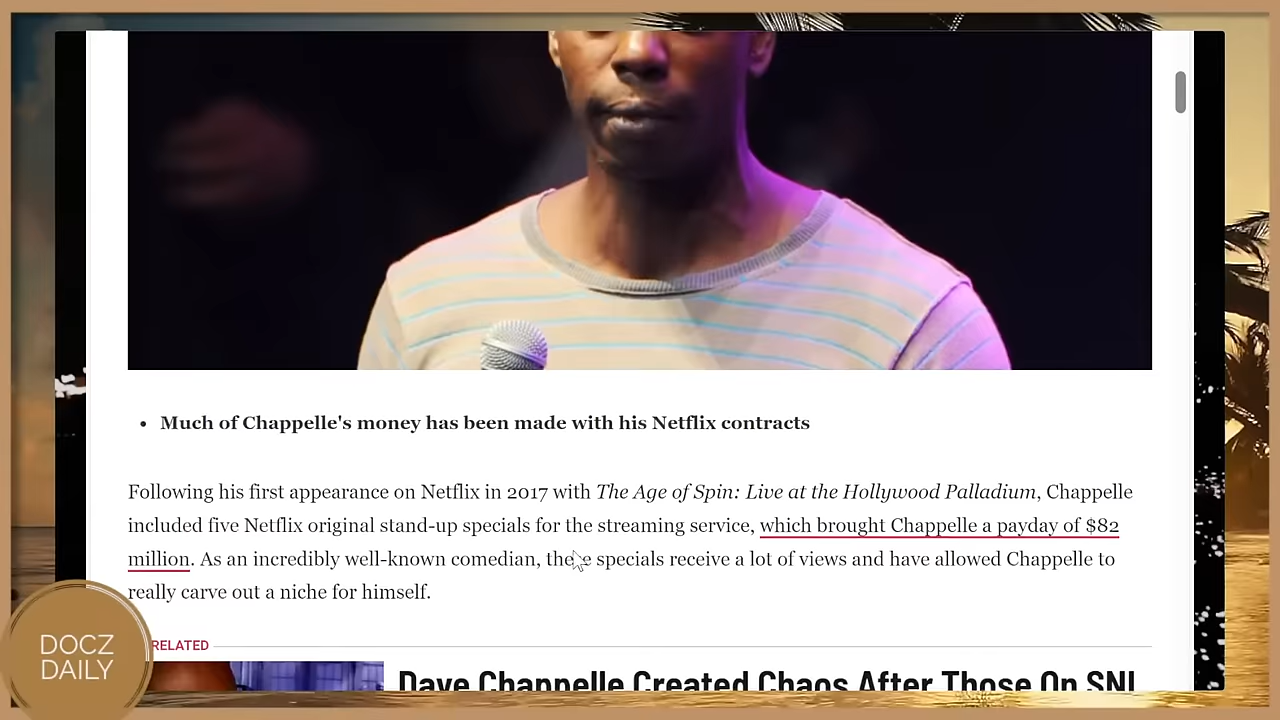 • Much of Chappelle's money has been made with his Netflix contracts
Following his first appearance on Netflix in 2017 with The Age of Spin: Live at the Hollywood Palladium, Chappelle
included five Netflix original stand-up specials for the streaming service, which brought Chappelle a payday of $82
million. As an incredibly well-known comedian, these specials receive a lot of views and have allowed Chappelle to
really carve out a niche for himself.
RELATED
Dave Chappelle Created Chaos After Those On SNL
DOCZ
DAILY